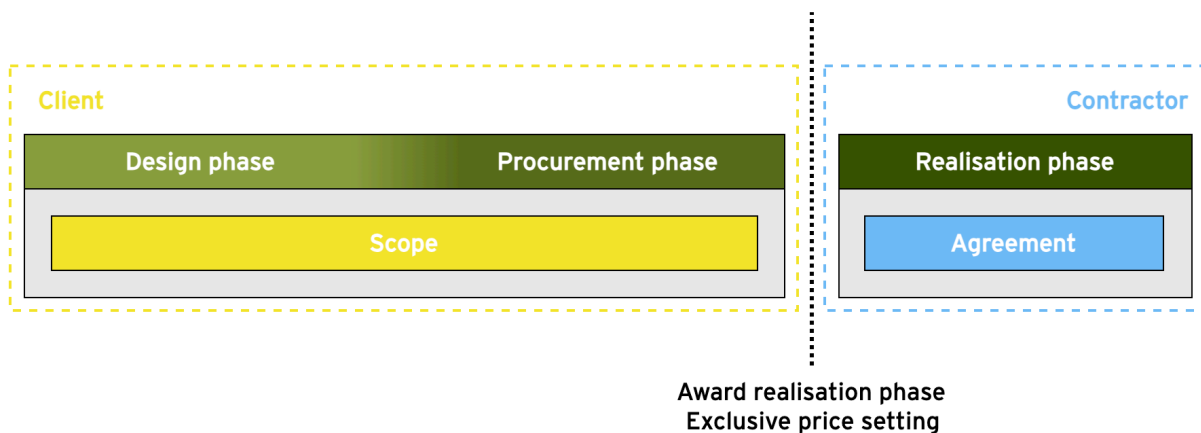 Client
Contractor
Design phase
Procurement phase
Realisation phase
Scope
Agreement
Award realisation phase
Exclusive price setting